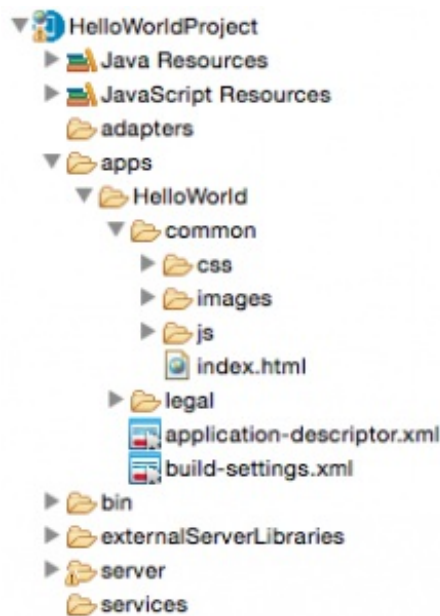 HelloWorldProject
Java Resources
JavaScript Resources
adapters
apps
HelloWorld
common
css
images
js
index.html
legal
application-descriptor.xml
build-settings.xml
bin
externalServerLibraries
server
services